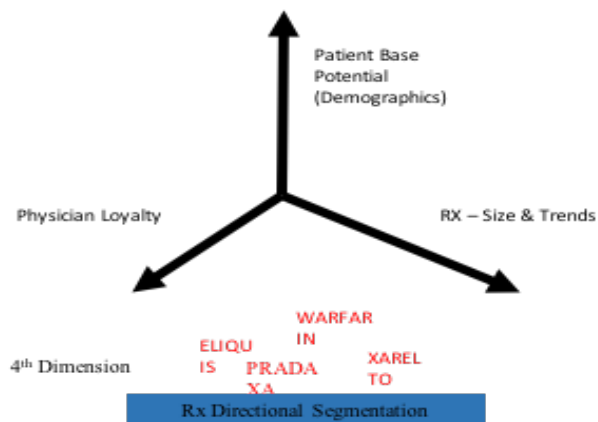 Patient Base
Potential
(Demographics)
Physician Loyalty
RX – Size & Trends
WARFAR
IN
ELIQU
IS
PRADA
XA
XAREL
TO
4th Dimension
Rx Directional Segmentation